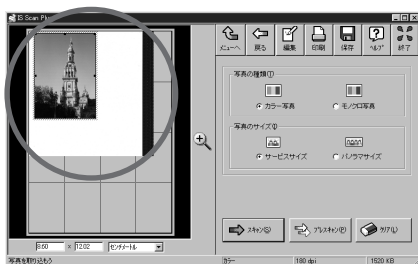 IS Scan Plus
メニューへ 戻る 編集 印刷 保存 ヘルプ 終了
写真の種類(T)
カラー写真 モノクロ写真
写真のサイズ(I)
サービスサイズ パノラマサイズ
スキャン(S) プレスキャン(P) クリア(L)
8.60 × 12.02 センチメートル
写真を取り込もう カラー 180 dpi 1520 KB